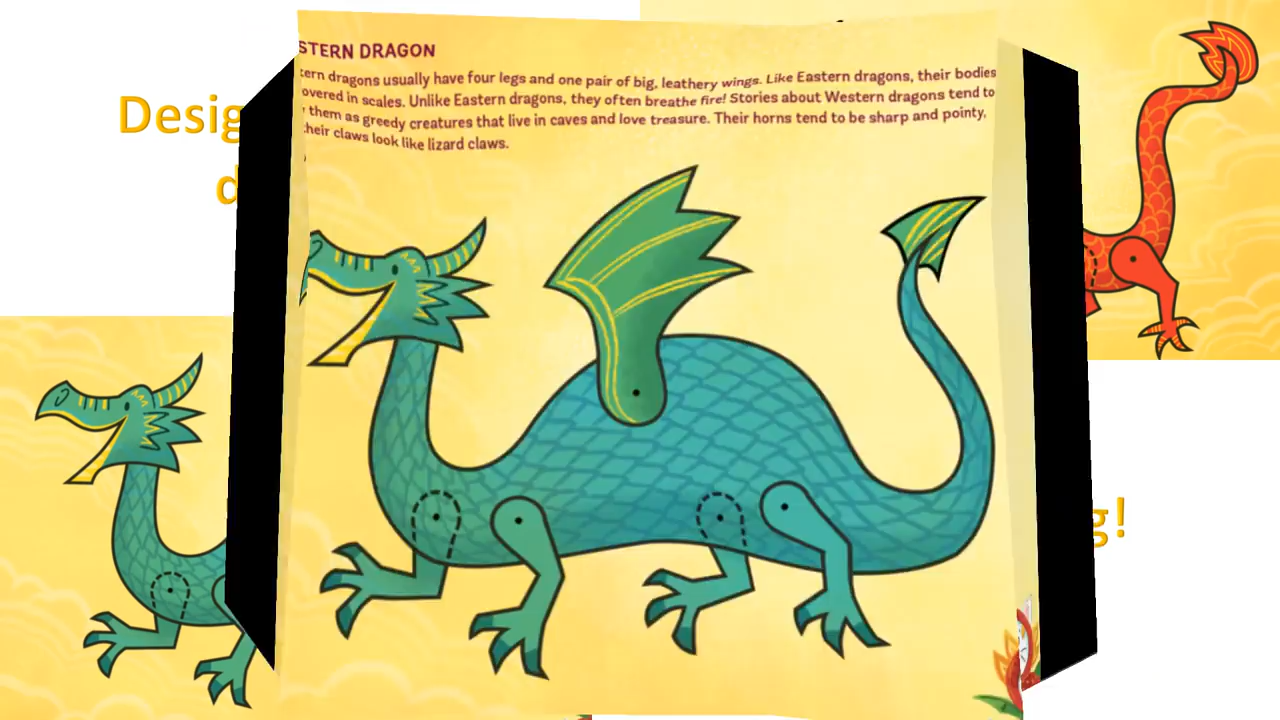 STERN DRAGON
tern dragons usually have four legs and one pair of big, leathery wings. Like Eastern dragons, their bodies
overed in scales. Unlike Eastern dragons, they often breathe fire! Stories about Western dragons tend to
them as greedy creatures that live in caves and love treasure. Their horns tend to be sharp and pointy,
their claws look like lizard claws.
Desig
d
g!